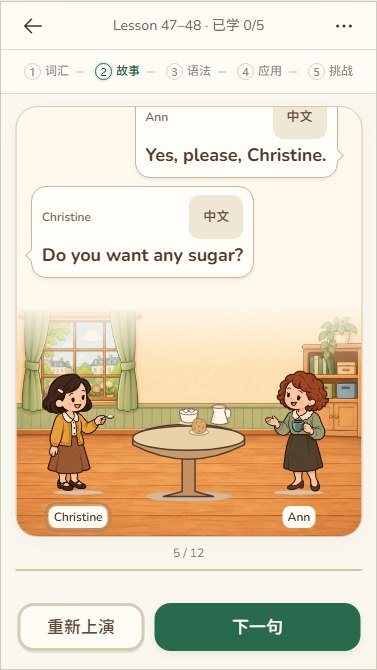 Lesson 47–48 · 已学 0/5
1 词汇 – 2 故事 – 3 语法 – 4 应用 – 5 挑战
Ann 中文
Yes, please, Christine.
Christine 中文
Do you want any sugar?
Christine Ann
5 / 12
重新上演 下一句